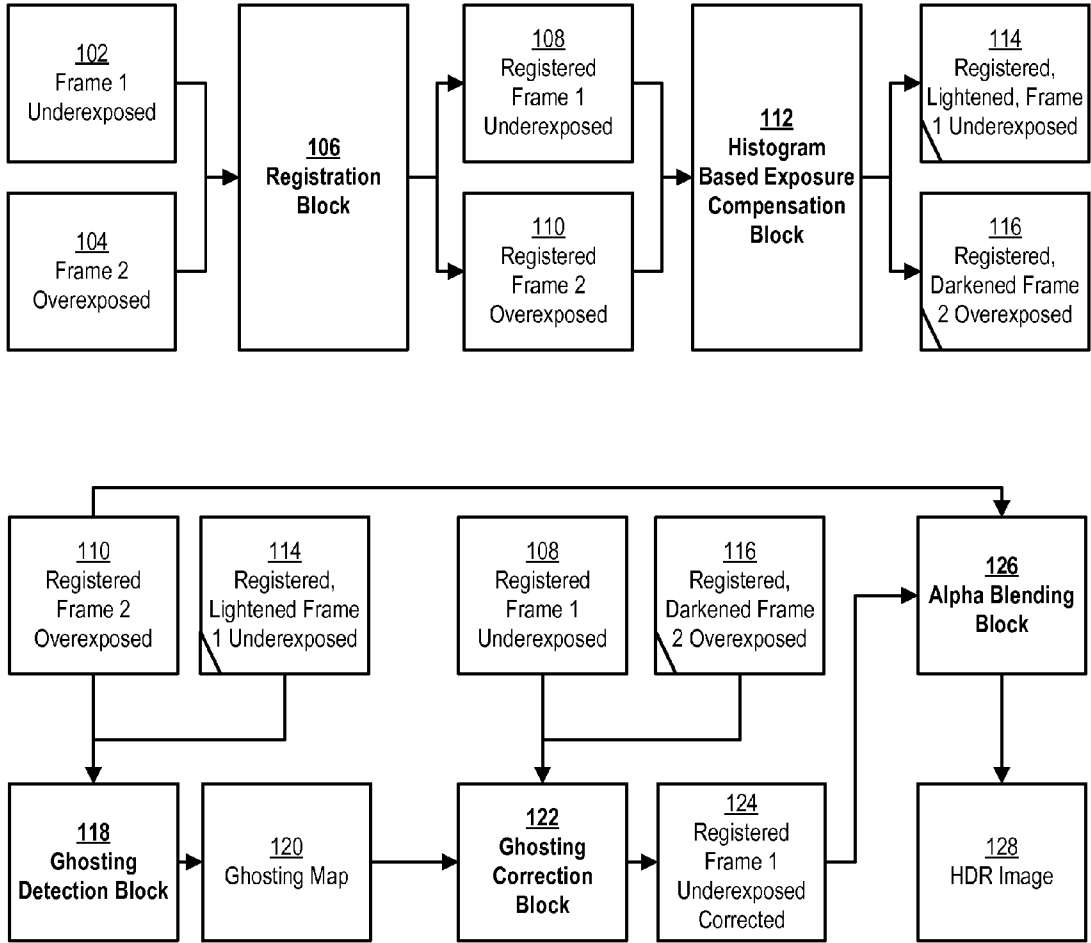 102
Frame 1
Underexposed
104
Frame 2
Overexposed
106
Registration
Block
108
Registered
Frame 1
Underexposed
110
Registered
Frame 2
Overexposed
112
Histogram
Based Exposure
Compensation
Block
114
Registered,
Lightened, Frame
1 Underexposed
116
Registered,
Darkened Frame
2 Overexposed
110
Registered
Frame 2
Overexposed
114
Registered,
Lightened Frame
1 Underexposed
108
Registered
Frame 1
Underexposed
116
Registered,
Darkened Frame
2 Overexposed
126
Alpha Blending
Block
118
Ghosting
Detection Block
120
Ghosting Map
122
Ghosting
Correction
Block
124
Registered
Frame 1
Underexposed
Corrected
128
HDR Image